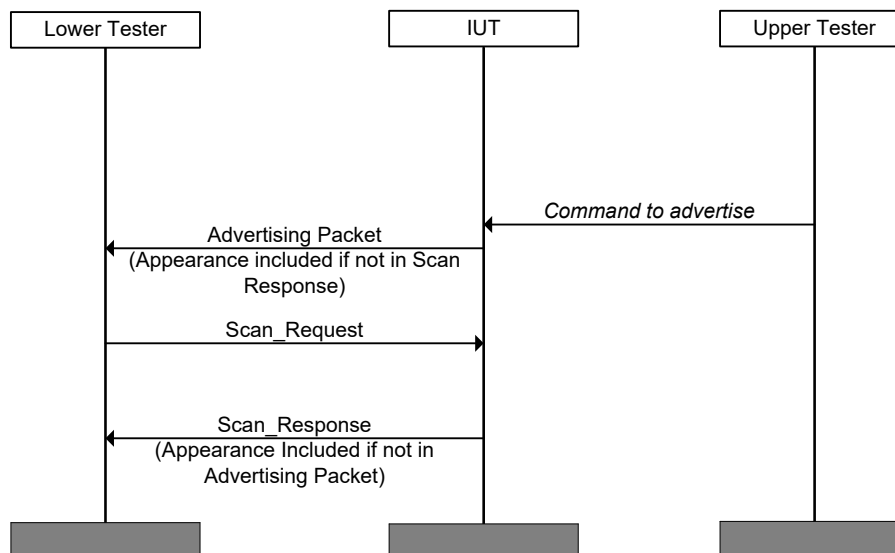 Lower Tester
IUT
Upper Tester
Command to advertise
Advertising Packet
(Appearance included if not in Scan
Response)
Scan_Request
Scan_Response
(Appearance Included if not in
Advertising Packet)